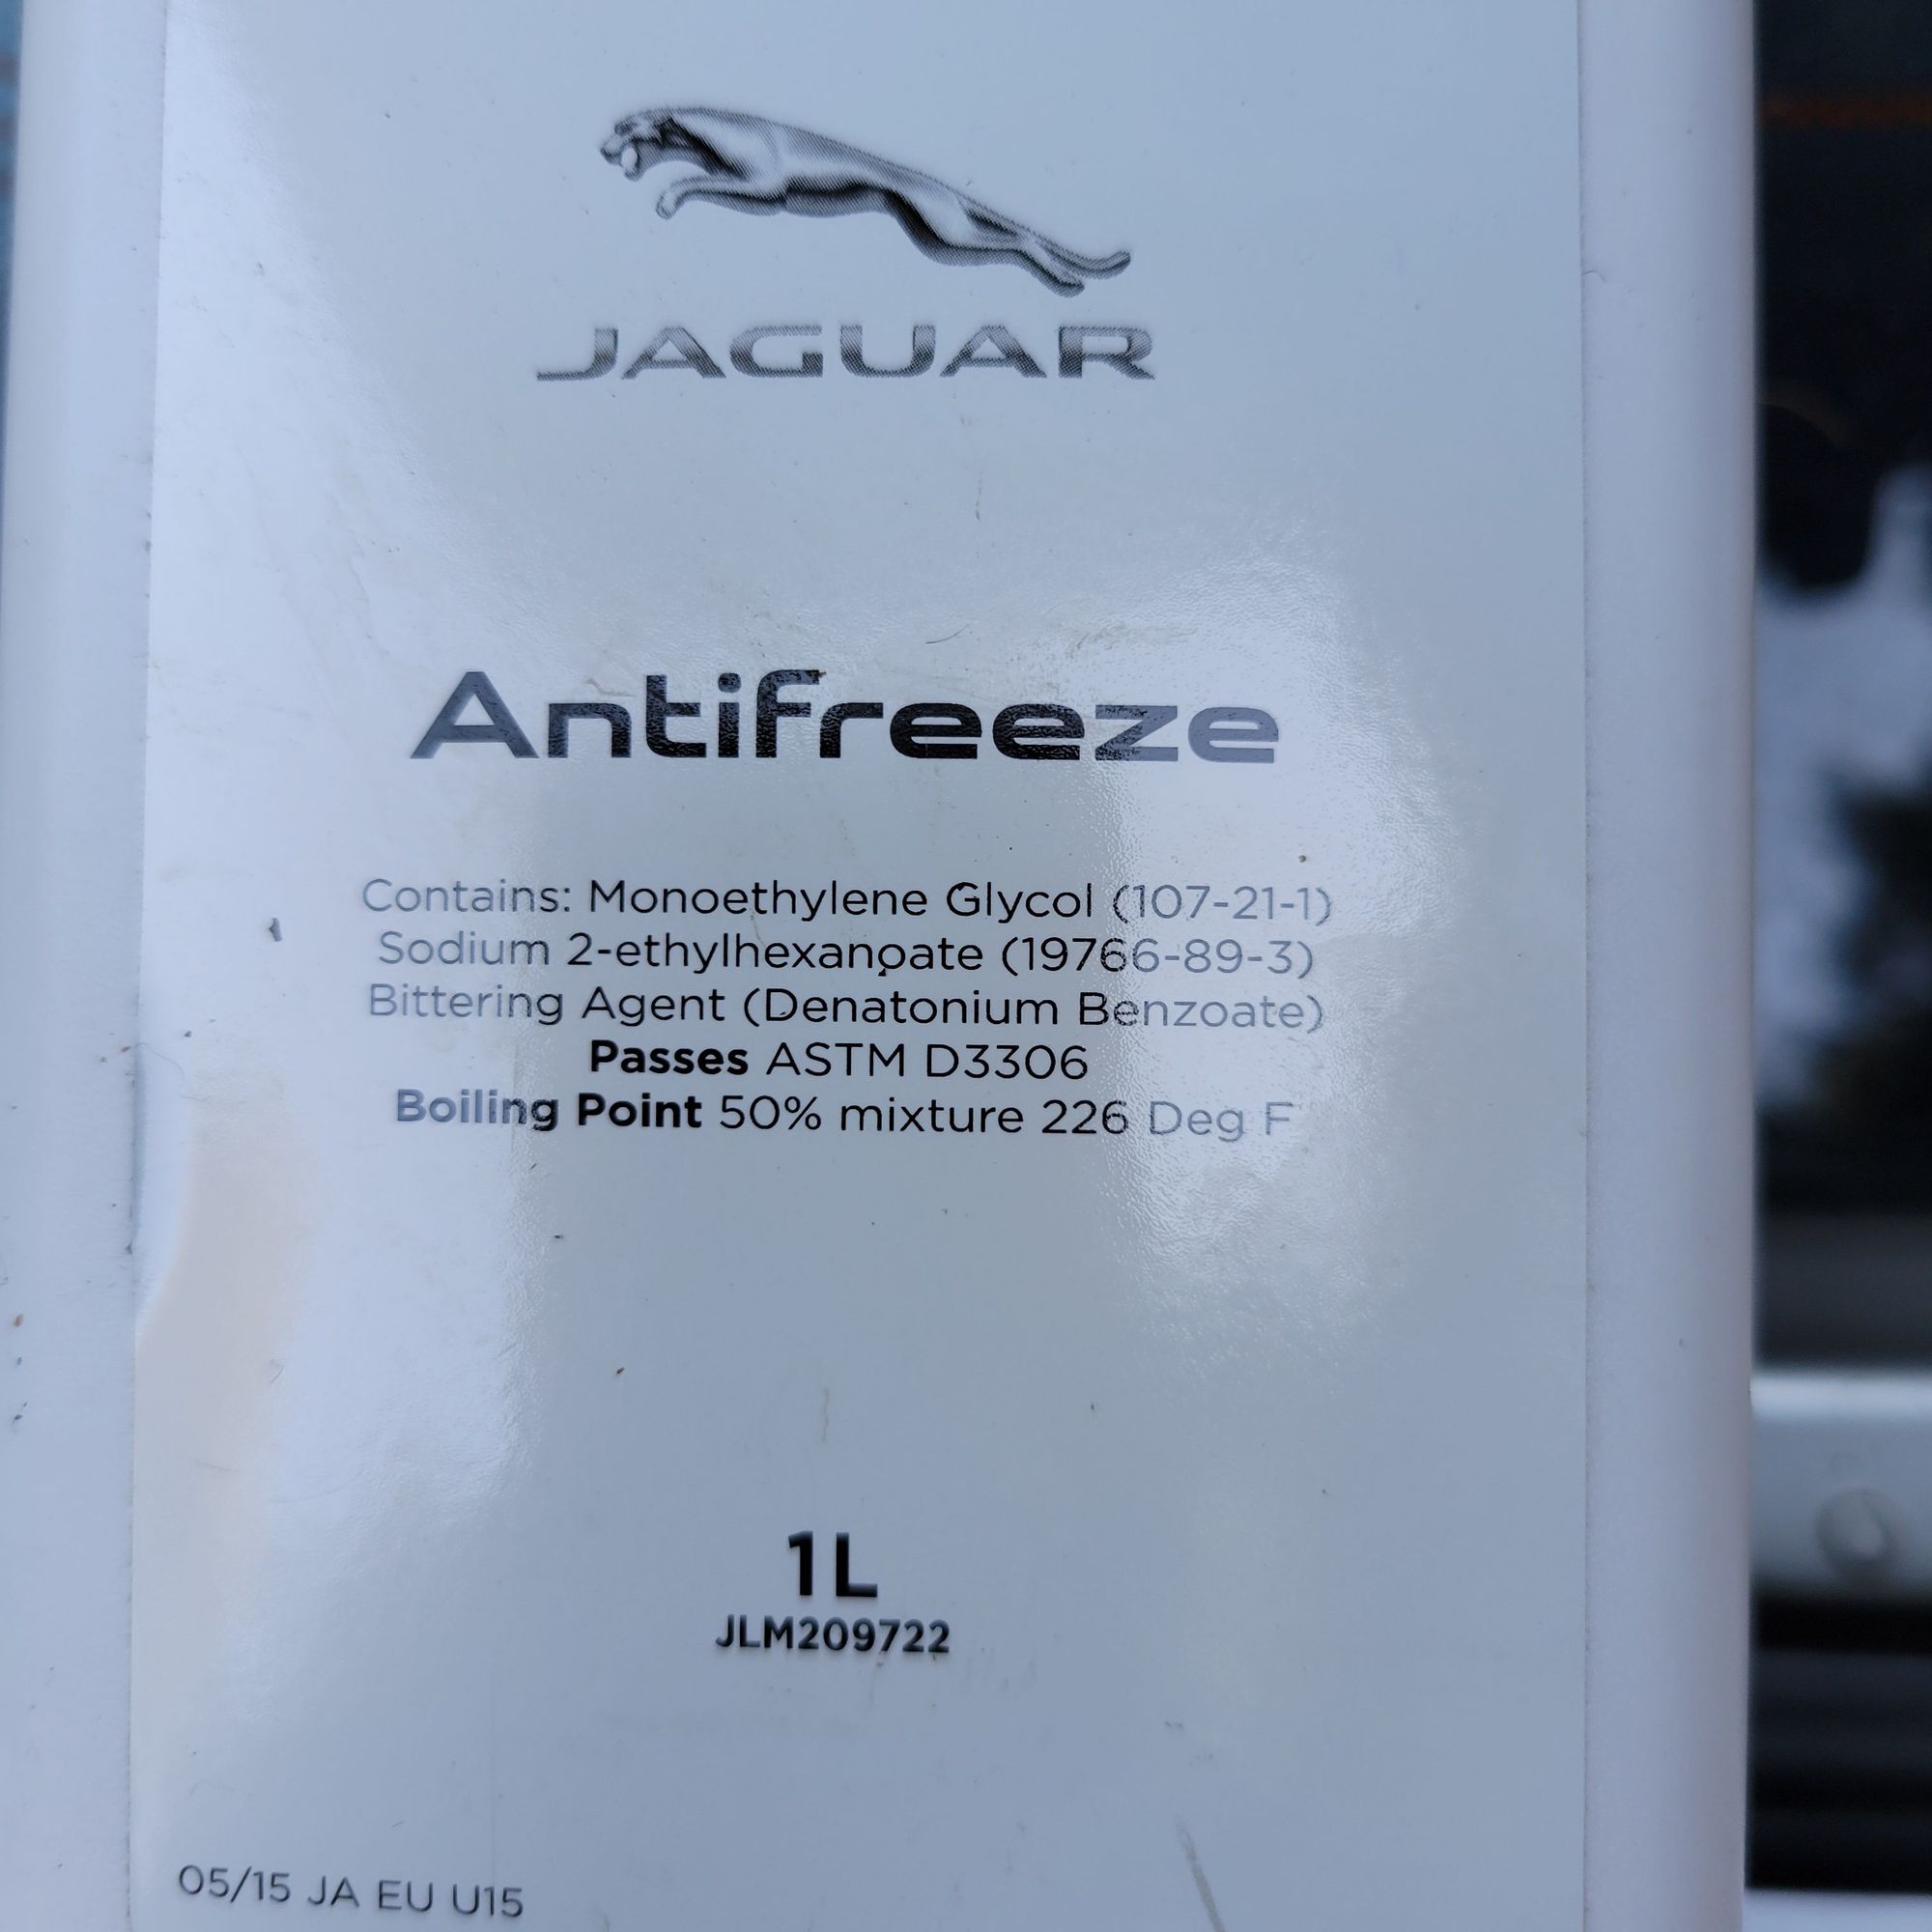 JAGUAR
Antifreeze
Contains: Monoethylene Glycol (107-21-1)
Sodium 2-ethylhexanoate (19766-89-3)
Bittering Agent (Denatonium Benzoate)
Passes ASTM D3306
Boiling Point 50% mixture 226 Deg F
1L
JLM209722
05/15 JA EU U15